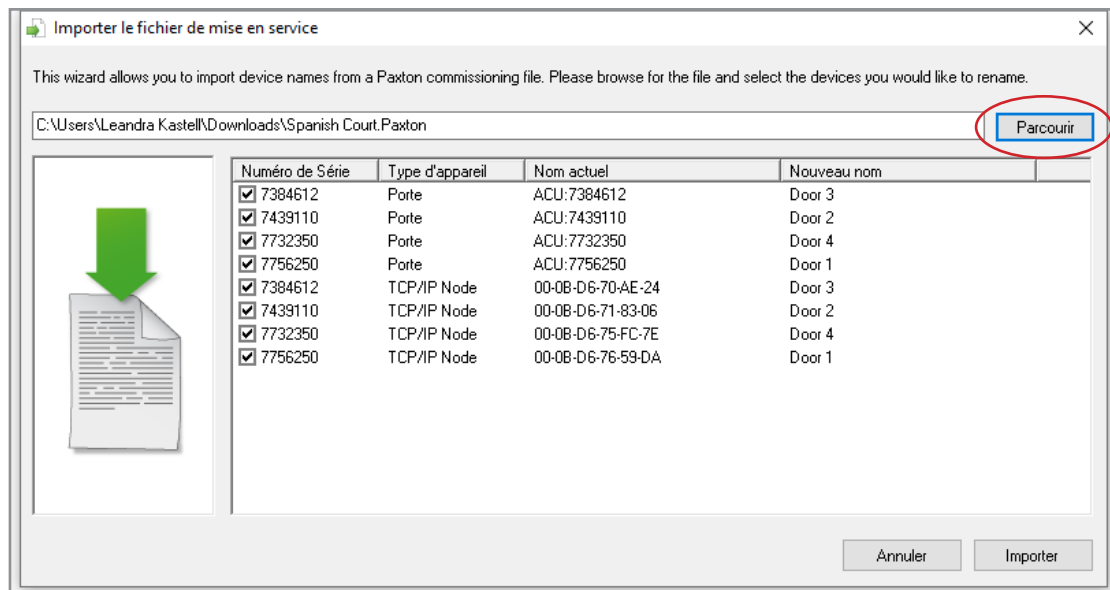 Importer le fichier de mise en service
This wizard allows you to import device names from a Paxton commissioning file. Please browse for the file and select the devices you would like to rename.
C:\Users\Leandra Kastell\Downloads\Spanish Court.Paxton Parcourir
Numéro de Série Type d'appareil Nom actuel Nouveau nom
7384612 Porte ACU:7384612 Door 3
7439110 Porte ACU:7439110 Door 2
7732350 Porte ACU:7732350 Door 4
7756250 Porte ACU:7756250 Door 1
7384612 TCP/IP Node 00-0B-D6-70-AE-24 Door 3
7439110 TCP/IP Node 00-0B-D6-71-83-06 Door 2
7732350 TCP/IP Node 00-0B-D6-75-FC-7E Door 4
7756250 TCP/IP Node 00-0B-D6-76-59-DA Door 1
Annuler Importer